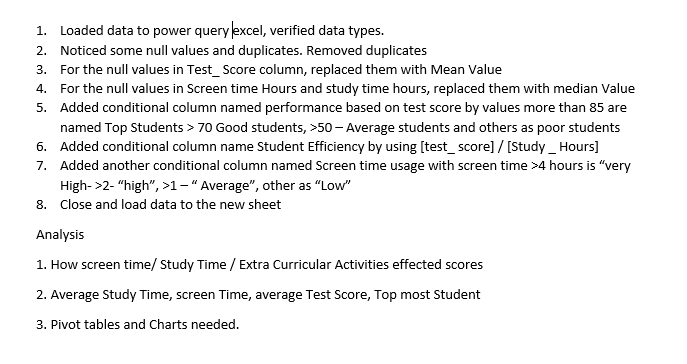 1. Loaded data to power query excel, verified data types.
2. Noticed some null values and duplicates. Removed duplicates
3. For the null values in Test_ Score column, replaced them with Mean Value
4. For the null values in Screen time Hours and study time hours, replaced them with median Value
5. Added conditional column named performance based on test score by values more than 85 are
named Top Students > 70 Good students, >50 – Average students and others as poor students
6. Added conditional column name Student Efficiency by using [test_ score] / [Study _ Hours]
7. Added another conditional column named Screen time usage with screen time >4 hours is “very
High- >2- “high”, >1 – “ Average”, other as “Low”
8. Close and load data to the new sheet
Analysis
1. How screen time/ Study Time / Extra Curricular Activities effected scores
2. Average Study Time, screen Time, average Test Score, Top most Student
3. Pivot tables and Charts needed.